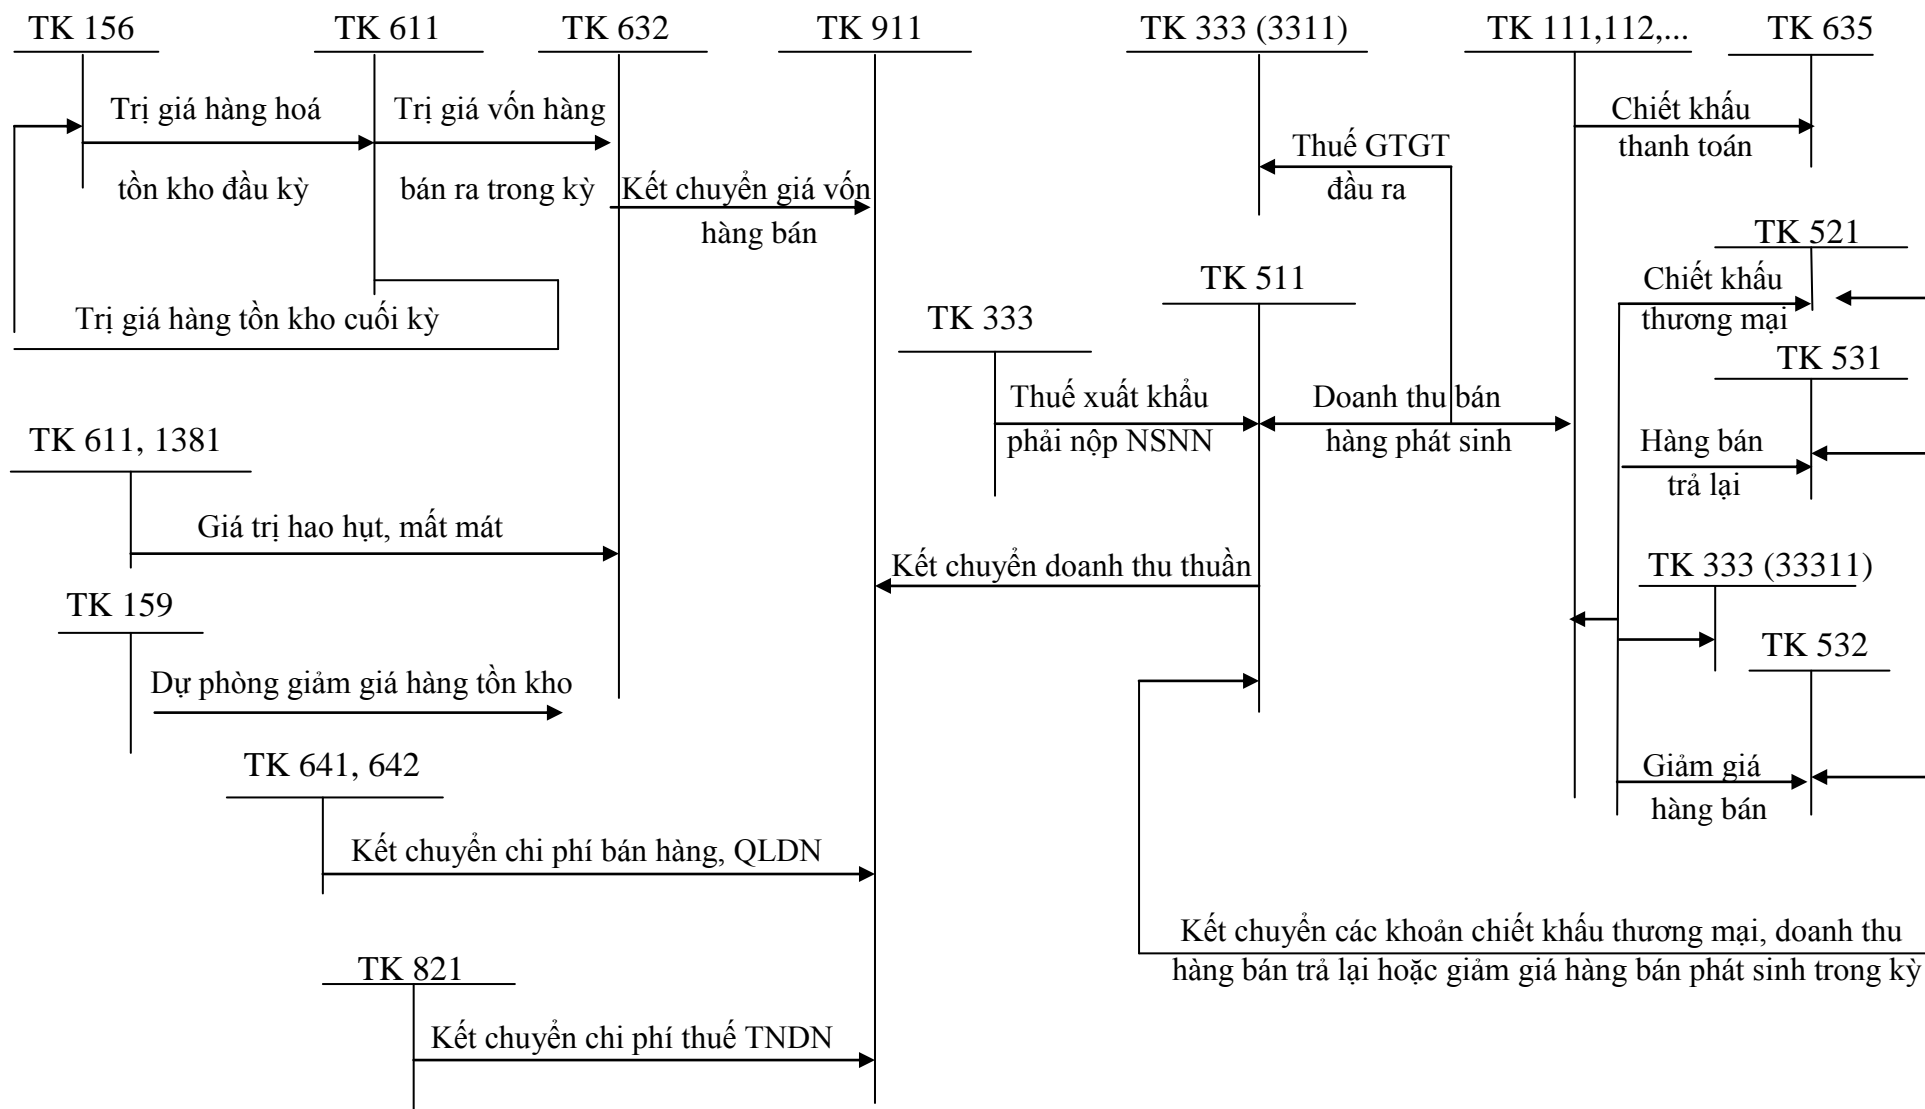 TK 156
TK 611
TK 632
TK 911
TK 333 (3311)
TK 111,112,...
TK 635
Trị giá hàng hoá
tồn kho đầu kỳ
Trị giá vốn hàng
bán ra trong kỳ
Kết chuyển giá vốn
hàng bán
Thuế GTGT
đầu ra
Chiết khấu
thanh toán
TK 521
Chiết khấu
thương mại
TK 511
TK 333
Trị giá hàng tồn kho cuối kỳ
TK 531
Thuế xuất khẩu
phải nộp NSNN
Doanh thu bán
hàng phát sinh
TK 611, 1381
Hàng bán
trả lại
Giá trị hao hụt, mất mát
Kết chuyển doanh thu thuần
TK 333 (33311)
TK 159
TK 532
Dự phòng giảm giá hàng tồn kho
TK 641, 642
Giảm giá
hàng bán
Kết chuyển chi phí bán hàng, QLDN
Kết chuyển các khoản chiết khấu thương mại, doanh thu
hàng bán trả lại hoặc giảm giá hàng bán phát sinh trong kỳ
TK 821
Kết chuyển chi phí thuế TNDN